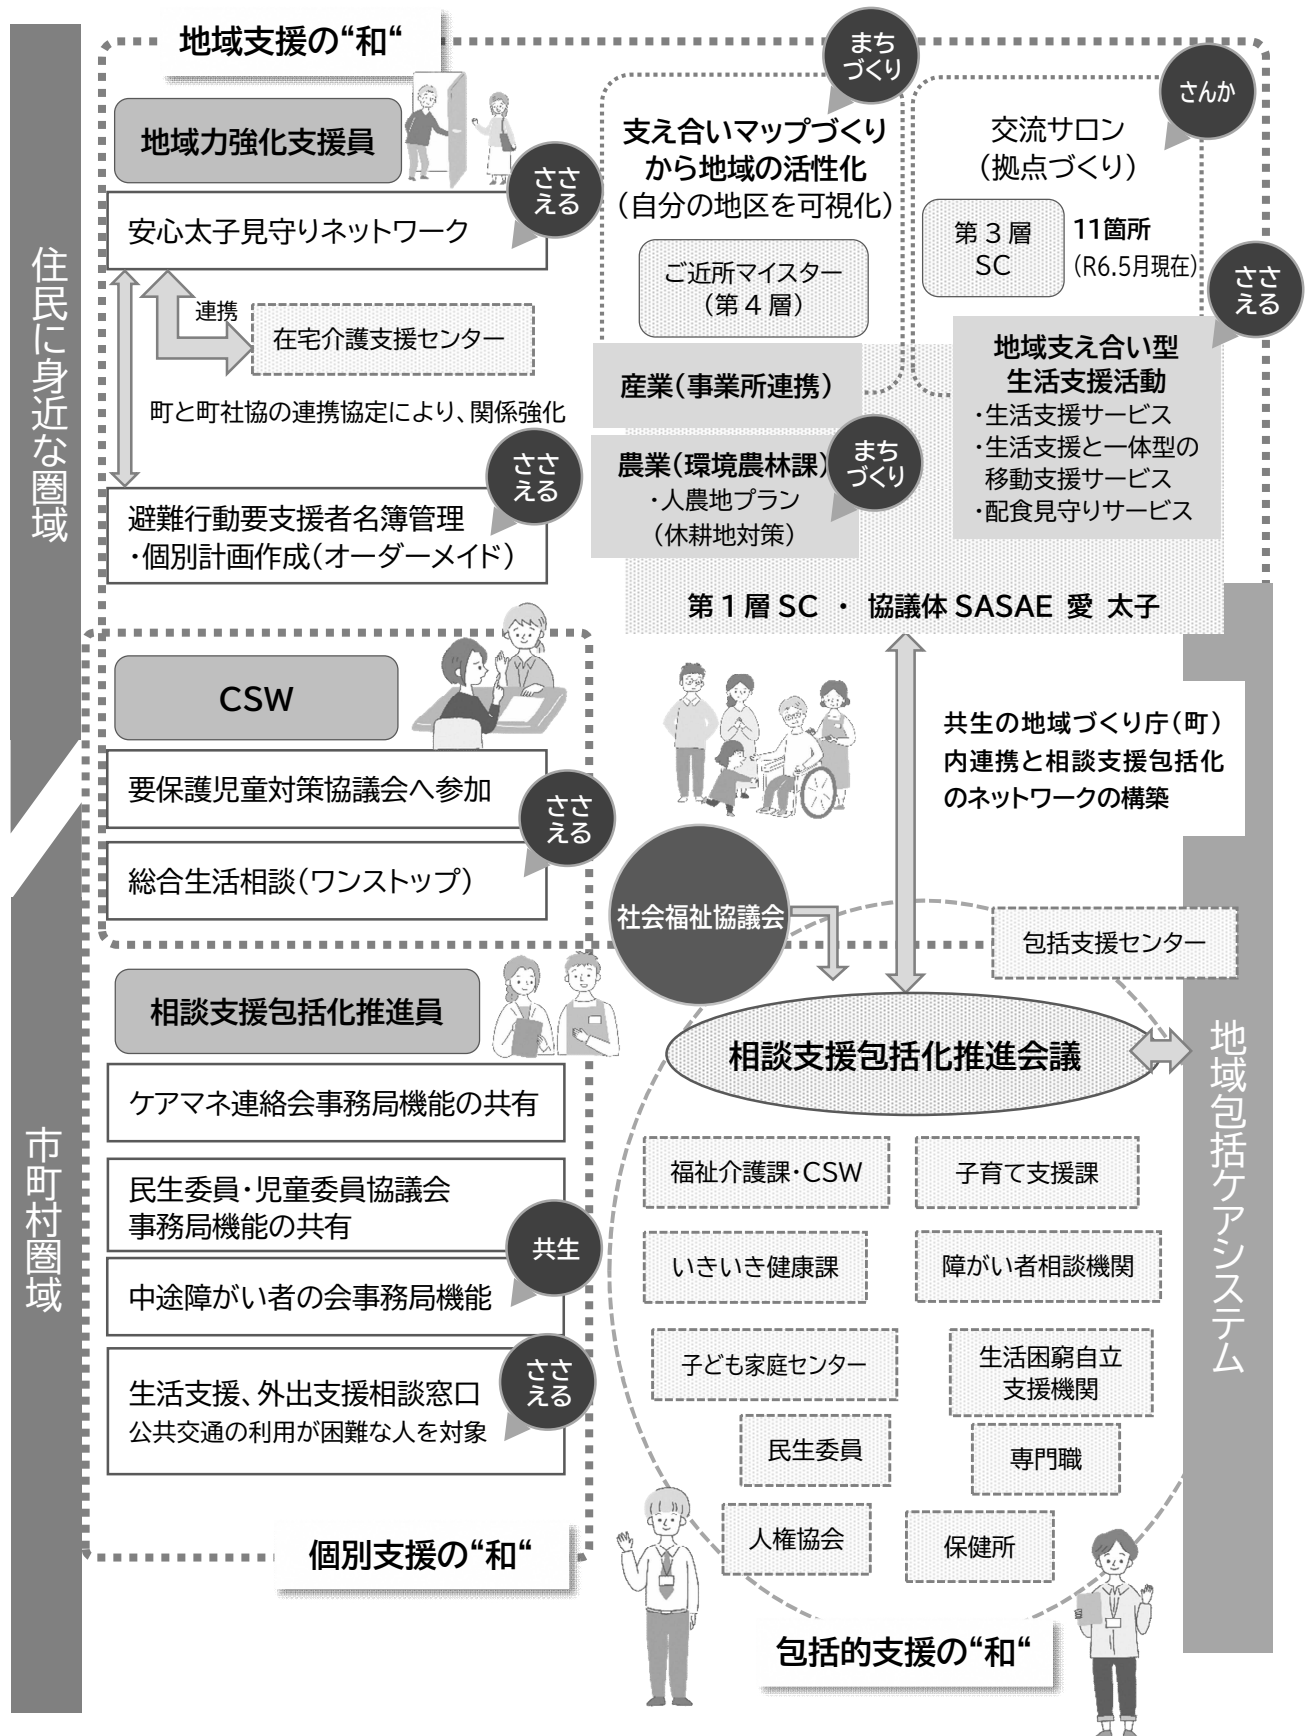 地域支援の“和“
まち
づくり
さんか
地域力強化支援員
ささ
える
安心太子見守りネットワーク
連携
在宅介護支援センター
町と町社協の連携協定により、関係強化
ささ
える
避難行動要支援者名簿管理
・個別計画作成（オーダーメイド）
支え合いマップづくり
から地域の活性化
（自分の地区を可視化）
ご近所マイスター
（第４層）
産業（事業所連携）
農業（環境農林課）
・人農地プラン
（休耕地対策）
まち
づくり
交流サロン
（拠点づくり）
第３層
SC
11箇所
（R6.5月現在）
ささ
える
地域支え合い型
生活支援活動
・生活支援サービス
・生活支援と一体型の
移動支援サービス
・配食見守りサービス
第１層 SC ・ 協議体 SASAE 愛 太子
住民に身近な圏域
CSW
要保護児童対策協議会へ参加
ささ
える
総合生活相談（ワンストップ）
共生の地域づくり庁（町）
内連携と相談支援包括化
のネットワークの構築
社会福祉協議会
包括支援センター
相談支援包括化推進員
ケアマネ連絡会事務局機能の共有
民生委員・児童委員協議会
事務局機能の共有
共生
中途障がい者の会事務局機能
ささ
える
生活支援、外出支援相談窓口
公共交通の利用が困難な人を対象
個別支援の“和“
市町村圏域
相談支援包括化推進会議
福祉介護課・CSW
子育て支援課
いきいき健康課
障がい者相談機関
子ども家庭センター
生活困窮自立
支援機関
民生委員
専門職
人権協会
保健所
包括的支援の“和“
地域包括ケアシステム